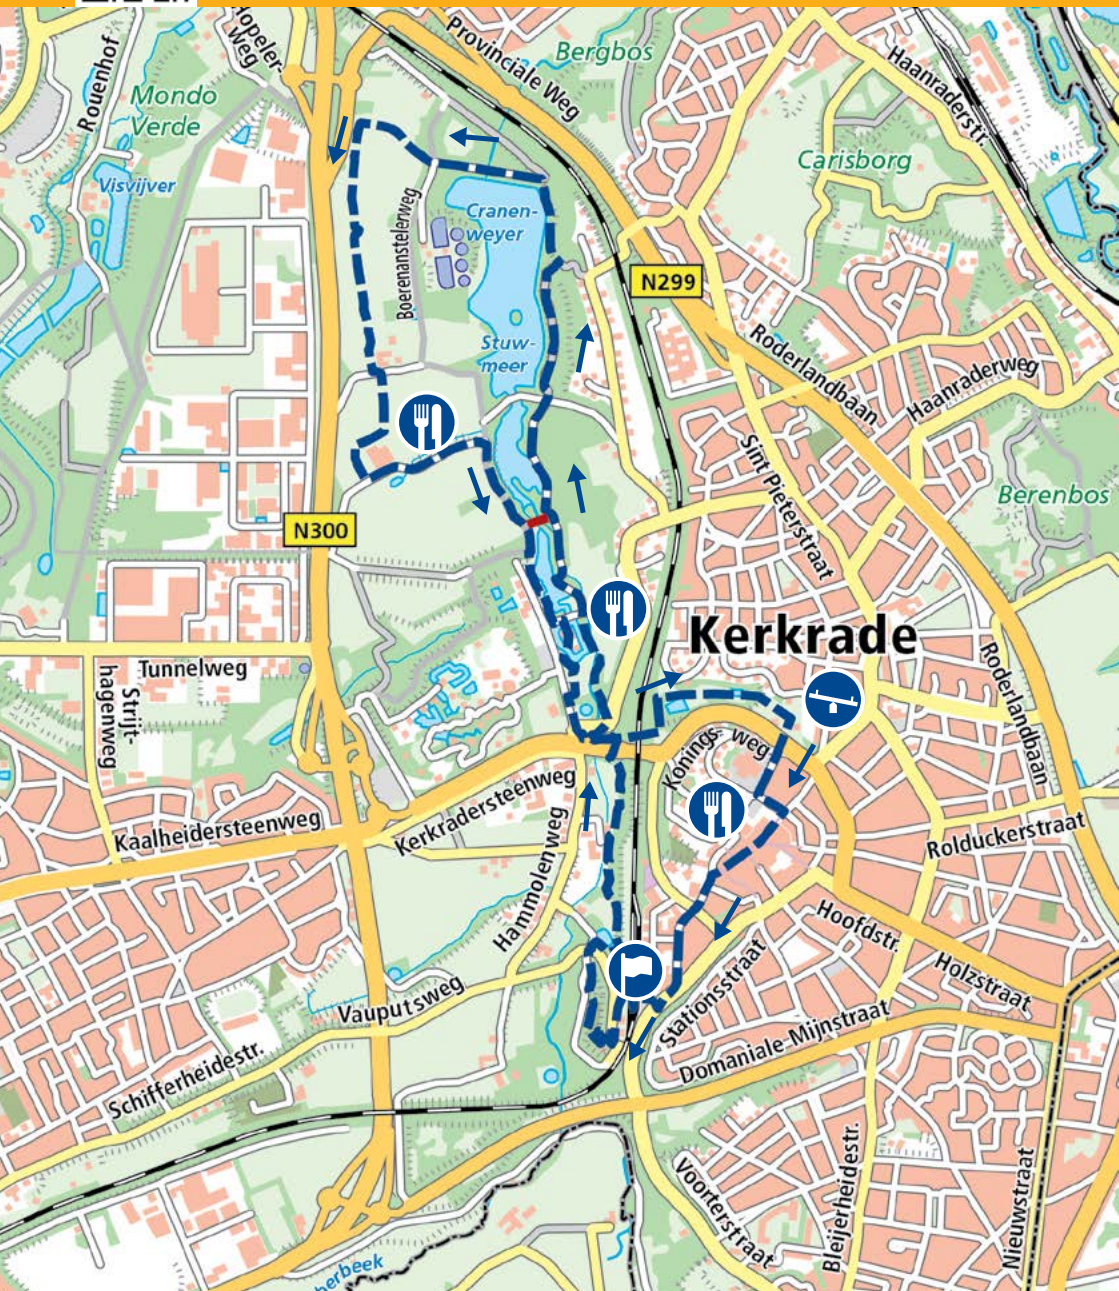 Rouenhof
Weg
Mondo
Verde
Visvijver
Provinciale Weg
Bergbos
Haanraderstr.
Carisborg
Cranen-
weyer
Boerenanstelerweg
N299
Stuw-
meer
Roderlandbaan
Haanraderweg
Sint Pieterstraat
Berenbos
N300
Kerkrade
Tunnelweg
Strijt-
hagenweg
Roderlandbaan
Konings-
weg
Kaalheidersteenweg
Kerkradersteenweg
Hammolenweg
Rolduckerstraat
Hoofdstr.
Holzstraat
Stationsstraat
Vauputsweg
Domaniale-Mijnstraat
Schifferheidestr.
Voorterstraat
Bleijerheidestr.
Nieuwstraat